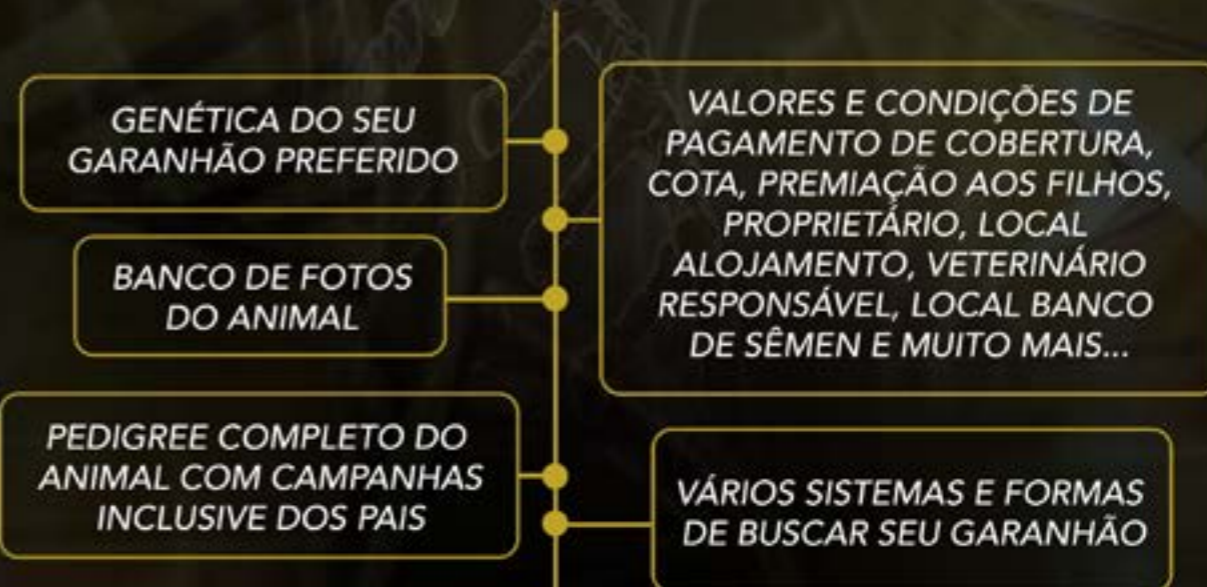 GENÉTICA DO SEU
GARANHÃO PREFERIDO
VALORES E CONDIÇÕES DE
PAGAMENTO DE COBERTURA,
COTA, PREMIAÇÃO AOS FILHOS,
PROPRIETÁRIO, LOCAL
ALOJAMENTO, VETERINÁRIO
RESPONSÁVEL, LOCAL BANCO
DE SÊMEN E MUITO MAIS...
BANCO DE FOTOS
DO ANIMAL
PEDIGREE COMPLETO DO
ANIMAL COM CAMPANHAS
INCLUSIVE DOS PAIS
VÁRIOS SISTEMAS E FORMAS
DE BUSCAR SEU GARANHÃO